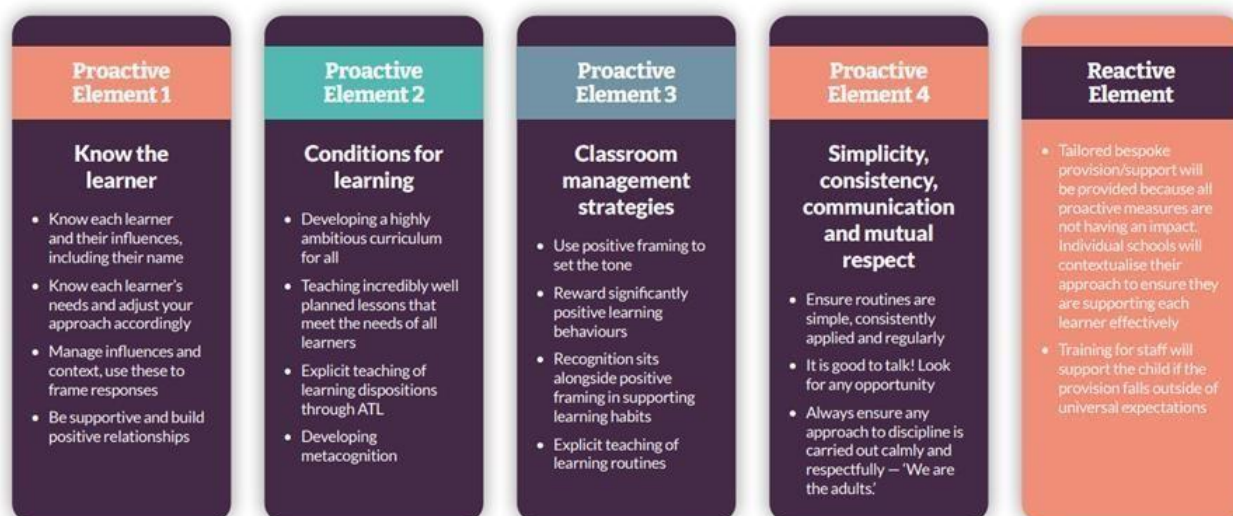 Proactive
Element 1
Know the
learner
• Know each learner
and their influences,
including their name
• Know each learner's
needs and adjust your
approach accordingly
• Manage influences and
context, use these to
frame responses
• Be supportive and build
positive relationships
Proactive
Element 2
Conditions for
learning
• Developing a highly
ambitious curriculum
for all
• Teaching incredibly well
planned lessons that
meet the needs of all
learners
• Explicit teaching of
learning dispositions
through ATL
• Developing
metacognition
Proactive
Element 3
Classroom
management
strategies
• Use positive framing to
set the tone
• Reward significantly
positive learning
behaviours
• Recognition sits
alongside positive
framing in supporting
learning habits
• Explicit teaching of
learning routines
Proactive
Element 4
Simplicity,
consistency,
communication
and mutual
respect
• Ensure routines are
simple, consistently
applied and regularly
• It is good to talk! Look
for any opportunity
• Always ensure any
approach to discipline is
carried out calmly and
respectfully — 'We are
the adults.'
Reactive
Element
• Tailored bespoke
provision/support will
be provided because all
proactive measures are
not having an impact.
Individual schools will
contextualise their
approach to ensure they
are supporting each
learner effectively
• Training for staff will
support the child if the
provision falls outside of
universal expectations